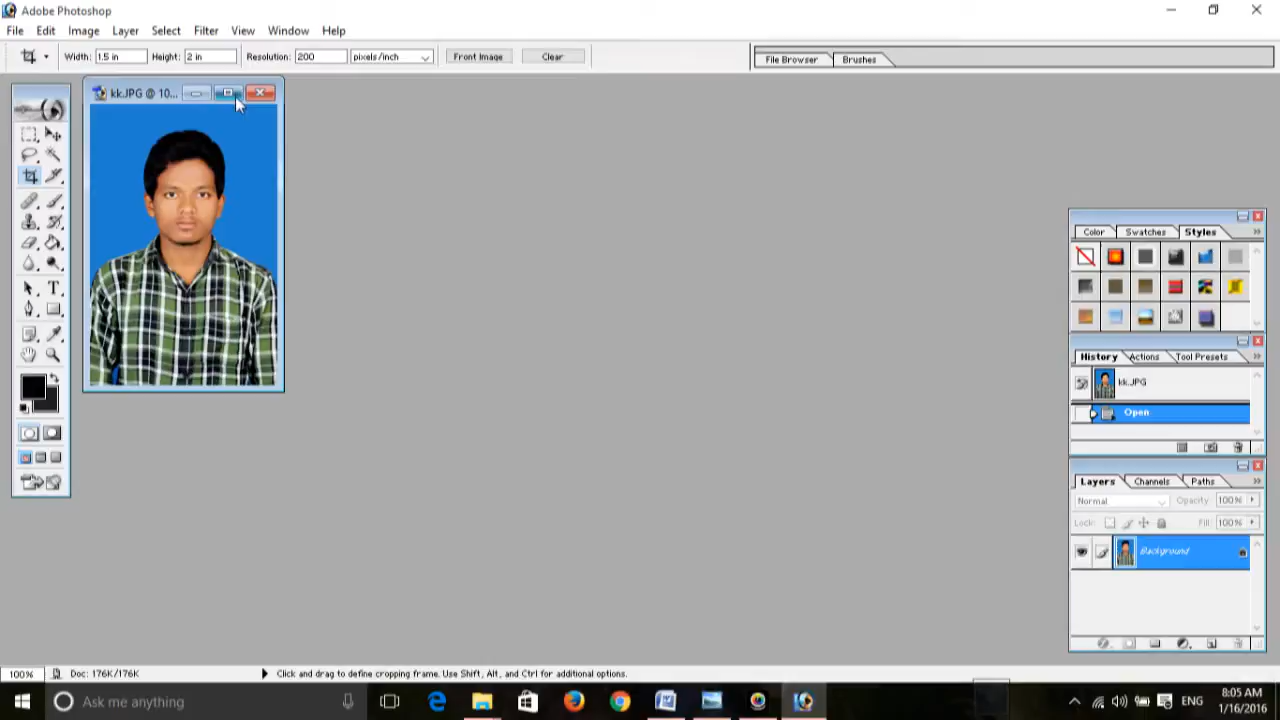 Adobe Photoshop
File Edit Image Layer Select Filter View Window Help
Width: 1.5 in Height: 2 in Resolution: 200 pixels/inch Front Image Clear File Browser Brushes
kk.JPG @ 10...
Color Swatches Styles
History Actions Tool Presets
kk.JPG
Open
Layers Channels Paths
Normal Opacity: 100%
Lock: Fill: 100%
Background
100% Doc: 176K/176K Click and drag to define cropping frame. Use Shift, Alt, and Ctrl for additional options.
Ask me anything ENG 8:05 AM
1/16/2016